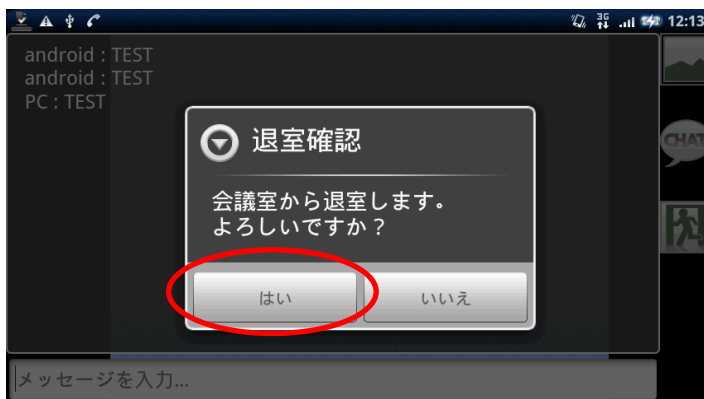 3G
12:13
android : TEST
android : TEST
PC : TEST
CHAT
退室確認
会議室から退室します。
よろしいですか？
はい
いいえ
メッセージを入力...